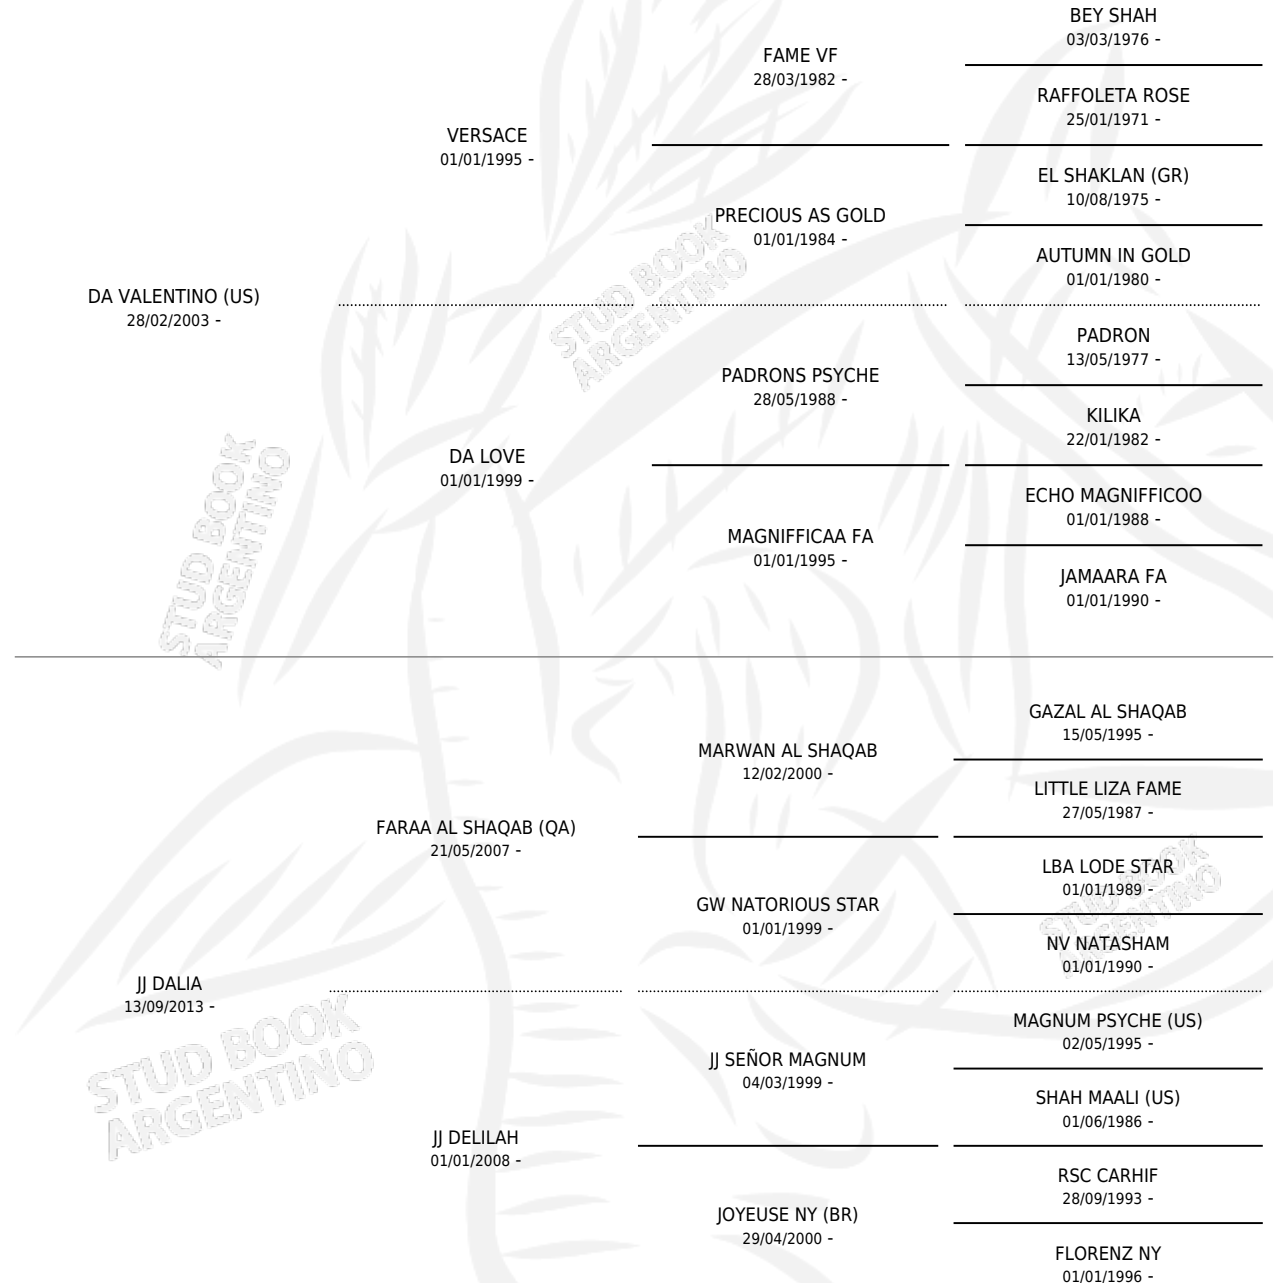 BEY SHAH
03/03/1976 -
FAME VF
28/03/1982 -
RAFFOLETA ROSE
25/01/1971 -
VERSACE
01/01/1995 -
EL SHAKLAN (GR)
10/08/1975 -
PRECIOUS AS GOLD
01/01/1984 -
AUTUMN IN GOLD
01/01/1980 -
DA VALENTINO (US)
28/02/2003 -
STUD BOOK
ARGENTINO
PADRON
13/05/1977 -
PADRONS PSYCHE
28/05/1988 -
KILIKA
22/01/1982 -
DA LOVE
01/01/1999 -
ECHO MAGNIFFICOO
01/01/1988 -
MAGNIFFICAA FA
01/01/1995 -
JAMAARA FA
01/01/1990 -
STUD BOOK
ARGENTINO
GAZAL AL SHAQAB
15/05/1995 -
MARWAN AL SHAQAB
12/02/2000 -
LITTLE LIZA FAME
27/05/1987 -
FARAA AL SHAQAB (QA)
21/05/2007 -
LBA LODE STAR
01/01/1989 -
GW NATORIOUS STAR
01/01/1999 -
STUD BOOK
ARGENTINO
NV NATASHAM
01/01/1990 -
JJ DALIA
13/09/2013 -
MAGNUM PSYCHE (US)
02/05/1995 -
JJ SEÑOR MAGNUM
04/03/1999 -
SHAH MAALI (US)
01/06/1986 -
STUD BOOK
ARGENTINO
JJ DELILAH
01/01/2008 -
RSC CARHIF
28/09/1993 -
JOYEUSE NY (BR)
29/04/2000 -
FLORENZ NY
01/01/1996 -